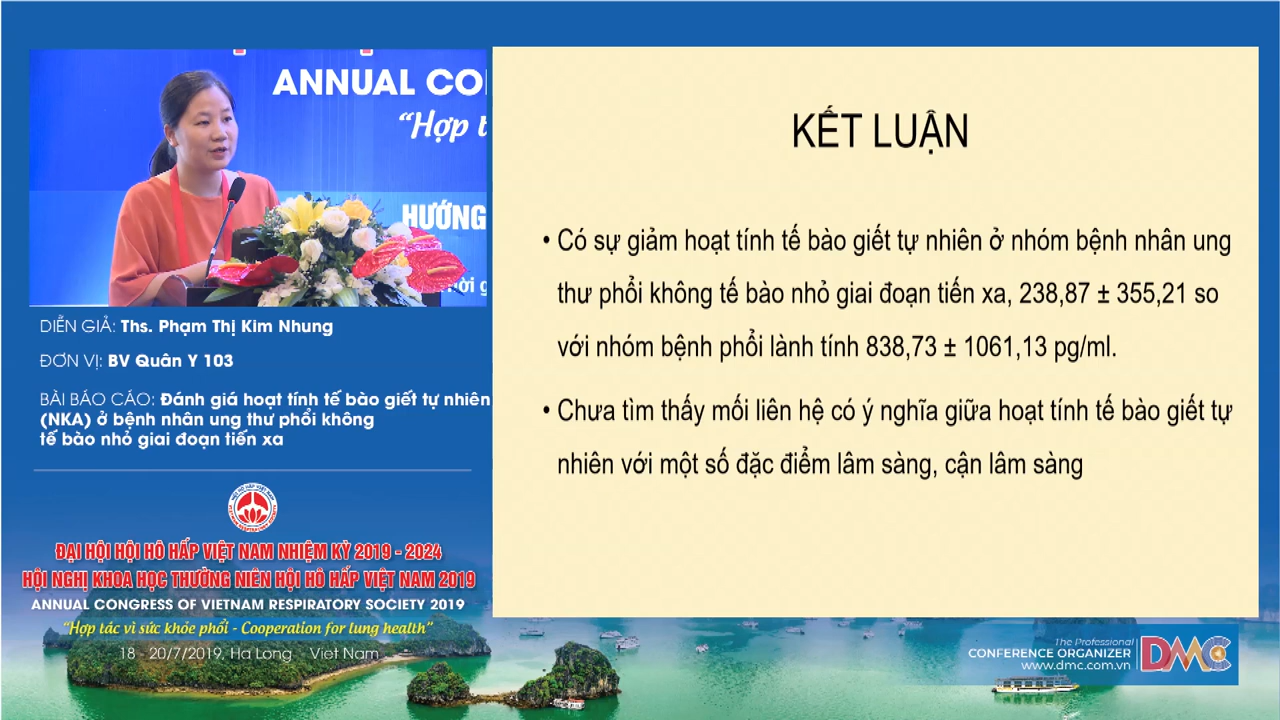 ANNUAL CO
“Hợp t
HƯỚNG
DIỄN GIẢ: Ths. Phạm Thị Kim Nhung
ĐƠN VỊ: BV Quân Y 103
BÀI BÁO CÁO: Đánh giá hoạt tính tế bào giết tự nhiên
(NKA) ở bệnh nhân ung thư phổi không
tế bào nhỏ giai đoạn tiến xa
ĐẠI HỘI HỘI HÔ HẤP VIỆT NAM NHIỆM KỲ 2019 - 2024
HỘI NGHỊ KHOA HỌC THƯỜNG NIÊN HỘI HÔ HẤP VIỆT NAM 2019
ANNUAL CONGRESS OF VIETNAM RESPIRATORY SOCIETY 2019
“Hợp tác vì sức khỏe phổi - Cooperation for lung health”
18 - 20/7/2019, Ha Long Viet Nam
KẾT LUẬN
• Có sự giảm hoạt tính tế bào giết tự nhiên ở nhóm bệnh nhân ung
thư phổi không tế bào nhỏ giai đoạn tiến xa, 238,87 ± 355,21 so
với nhóm bệnh phổi lành tính 838,73 ± 1061,13 pg/ml.
• Chưa tìm thấy mối liên hệ có ý nghĩa giữa hoạt tính tế bào giết tự
nhiên với một số đặc điểm lâm sàng, cận lâm sàng
The Professional
CONFERENCE ORGANIZER
www.dmc.com.vn
DMC